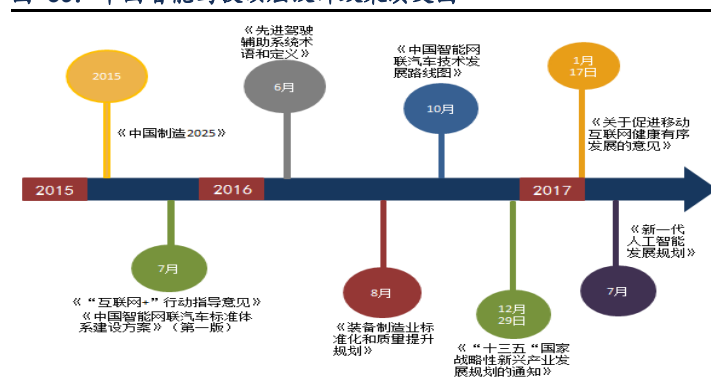 2015
《中国制造2025》
《先进驾驶
辅助系统术
语和定义》
6月
《中国智能网
联汽车技术发
展路线图》
10月
1月
17日
《关于促进移动
互联网健康有序
发展的意见》
2015
2016
2017
7月
《“互联网+”行动指导意见》
《中国智能网联汽车标准体
系建设方案》（第一版）
8月
《装备制造业标
准化和质量提升
规划》
12月
29日
《“十三五“国家
战略性新兴产业发
展规划的通知》
《新一代
人工智能
发展规划》
7月